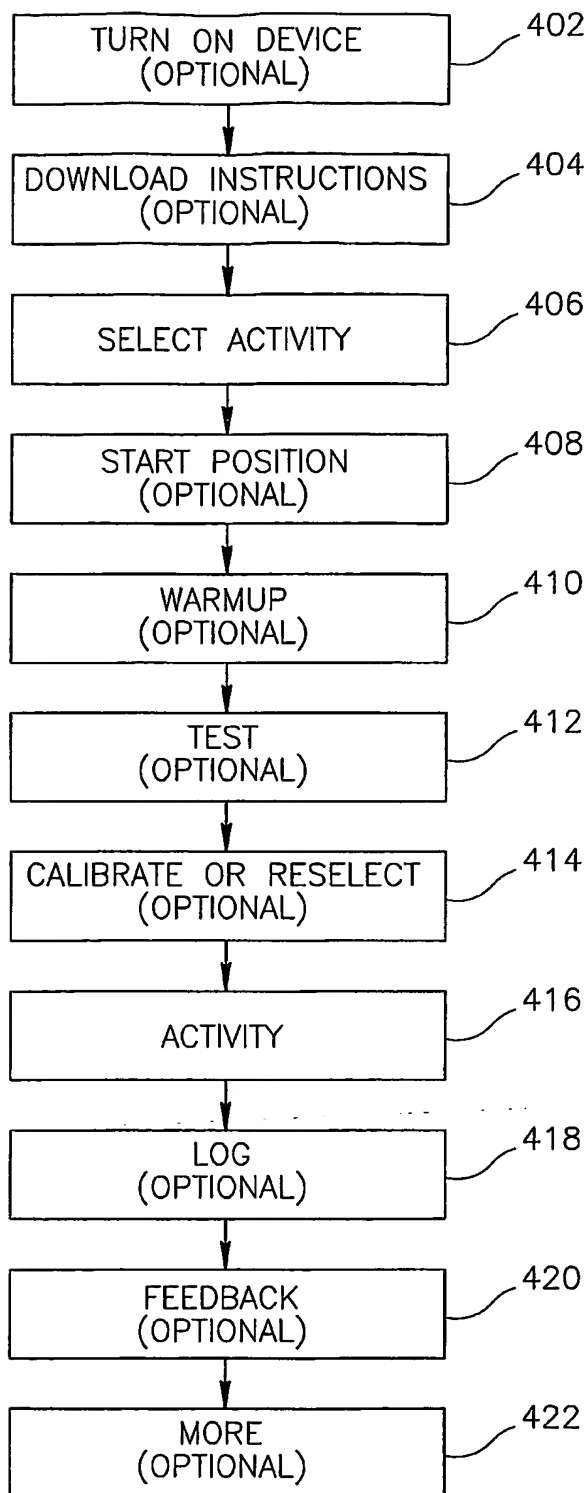 TURN ON DEVICE
(OPTIONAL)
402
DOWNLOAD INSTRUCTIONS
(OPTIONAL)
404
SELECT ACTIVITY
406
START POSITION
(OPTIONAL)
408
WARMUP
(OPTIONAL)
410
TEST
(OPTIONAL)
412
CALIBRATE OR RESELECT
(OPTIONAL)
414
ACTIVITY
416
LOG
(OPTIONAL)
418
FEEDBACK
(OPTIONAL)
420
MORE
(OPTIONAL)
422